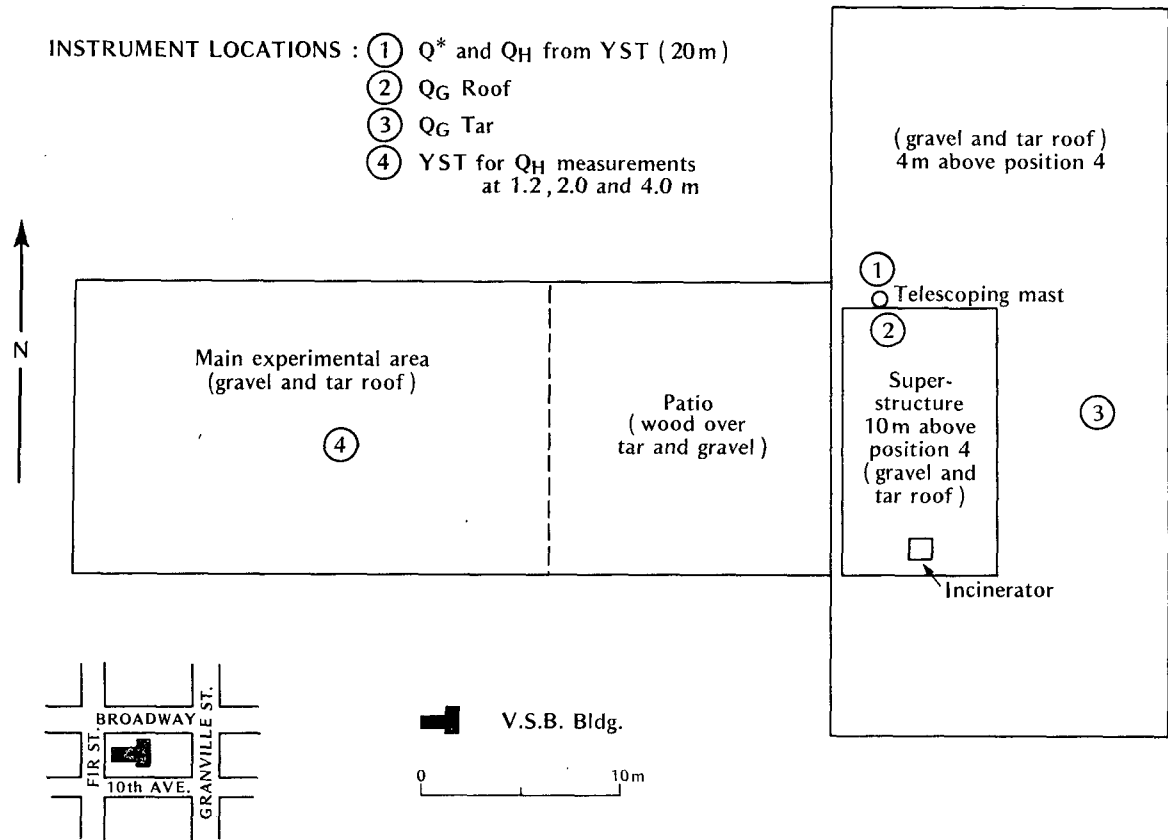 INSTRUMENT LOCATIONS : ① Q* and QH from YST (20m)
② QG Roof
③ QG Tar
④ YST for QH measurements
at 1.2, 2.0 and 4.0 m
(gravel and tar roof)
4m above position 4
N
①
Telescoping mast
②
Main experimental area
(gravel and tar roof)
④
Patio
(wood over
tar and gravel)
Super-
structure
10m above
position 4
(gravel and
tar roof)
③
Incinerator
BROADWAY
FIR ST.
GRANVILLE ST.
10th AVE.
V.S.B. Bldg.
0 10m